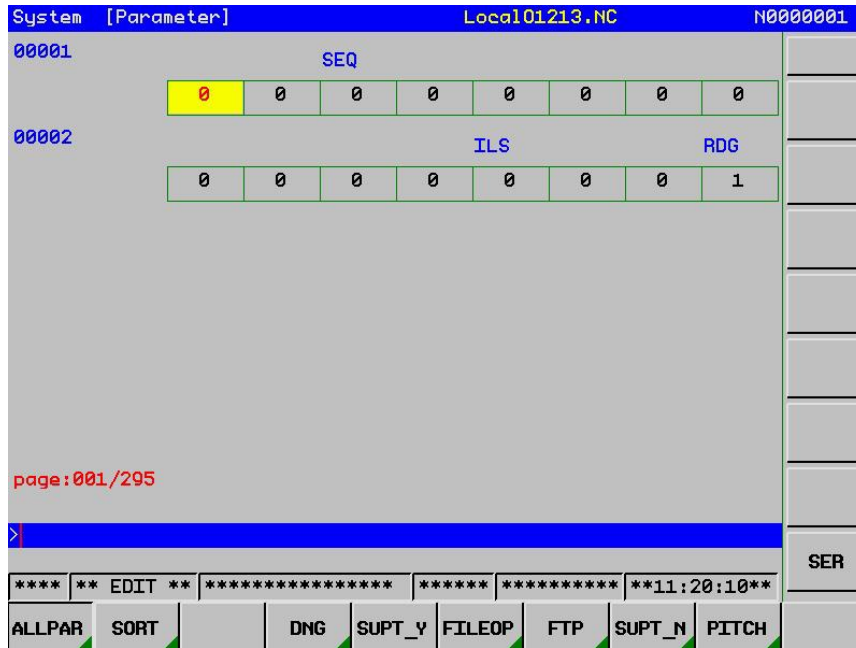 System [Parameter] LocalO1213.NC N0000001
00001 SEQ
0 0 0 0 0 0 0 0
00002 ILS RDG
0 0 0 0 0 0 0 1
page:001/295
>
SER
**** ** EDIT ** **************** ****** ********** **11:20:10**
ALLPAR SORT DNG SUPT_Y FILEOP FTP SUPT_N PITCH